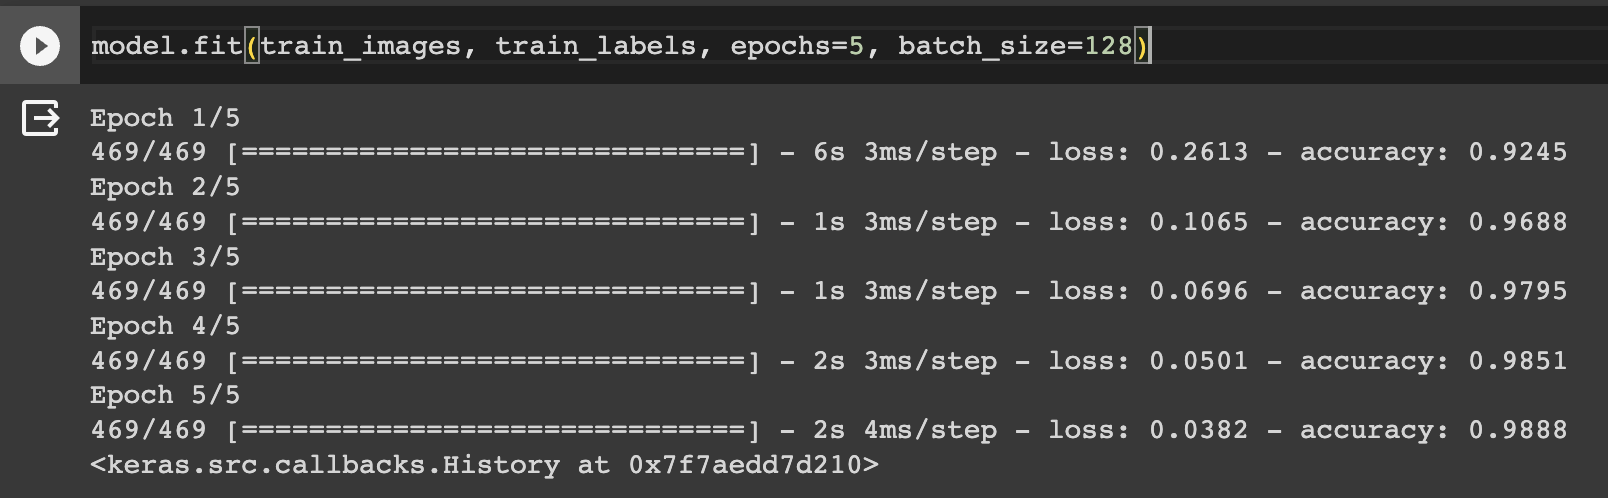 model.fit(train_images, train_labels, epochs=5, batch_size=128)
Epoch 1/5
469/469 [==============================] - 6s 3ms/step - loss: 0.2613 - accuracy: 0.9245
Epoch 2/5
469/469 [==============================] - 1s 3ms/step - loss: 0.1065 - accuracy: 0.9688
Epoch 3/5
469/469 [==============================] - 1s 3ms/step - loss: 0.0696 - accuracy: 0.9795
Epoch 4/5
469/469 [==============================] - 2s 3ms/step - loss: 0.0501 - accuracy: 0.9851
Epoch 5/5
469/469 [==============================] - 2s 4ms/step - loss: 0.0382 - accuracy: 0.9888
<keras.src.callbacks.History at 0x7f7aedd7d210>